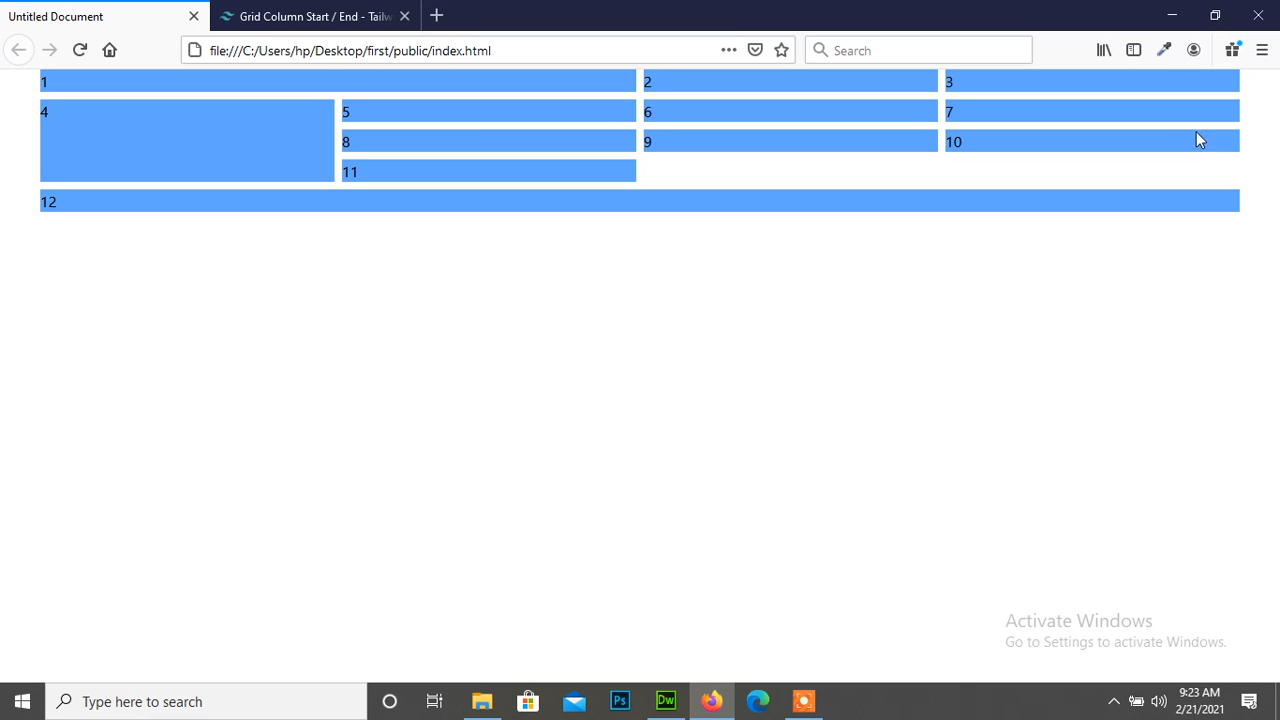 Untitled Document
Grid Column Start / End - Tailw
file:///C:/Users/hp/Desktop/first/public/index.html
Search
1
2
3
4
5
6
7
8
9
10
11
12
Activate Windows
Go to Settings to activate Windows.
Type here to search
Ps
Dw
9:23 AM
2/21/2021